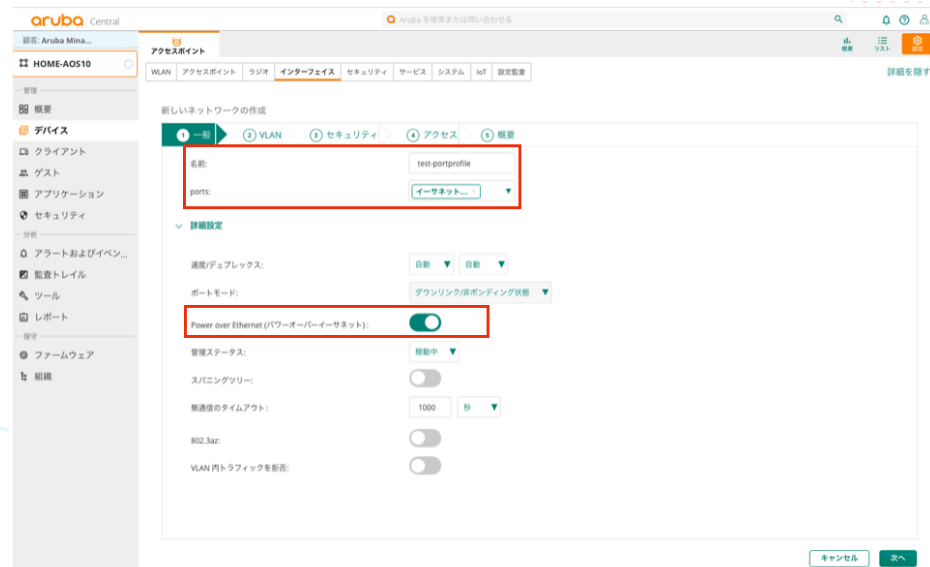 aruba Central
Aruba を検索または問い合わせる
顧客: Aruba Mina...
アクセスポイント
概要
リスト
設定
HOME-AOS10
WLAN アクセスポイント ラジオ インターフェイス セキュリティ サービス システム IoT 設定監査
詳細を隠す
管理
概要
デバイス
クライアント
ゲスト
アプリケーション
セキュリティ
分析
アラートおよびイベン...
監査トレイル
ツール
レポート
保守
ファームウェア
組織
新しいネットワークの作成
1 一般 2 VLAN 3 セキュリティ 4 アクセス 5 概要
名前: test-portprofile
ports: イーサネット...
詳細設定
速度/デュプレックス: 自動 自動
ポートモード: ダウンリンク/非ボンディング状態
Power over Ethernet (パワーオーバーイーサネット):
管理ステータス: 稼動中
スパニングツリー:
無通信のタイムアウト: 1000 秒
802.3az:
VLAN 内トラフィックを拒否:
キャンセル 次へ